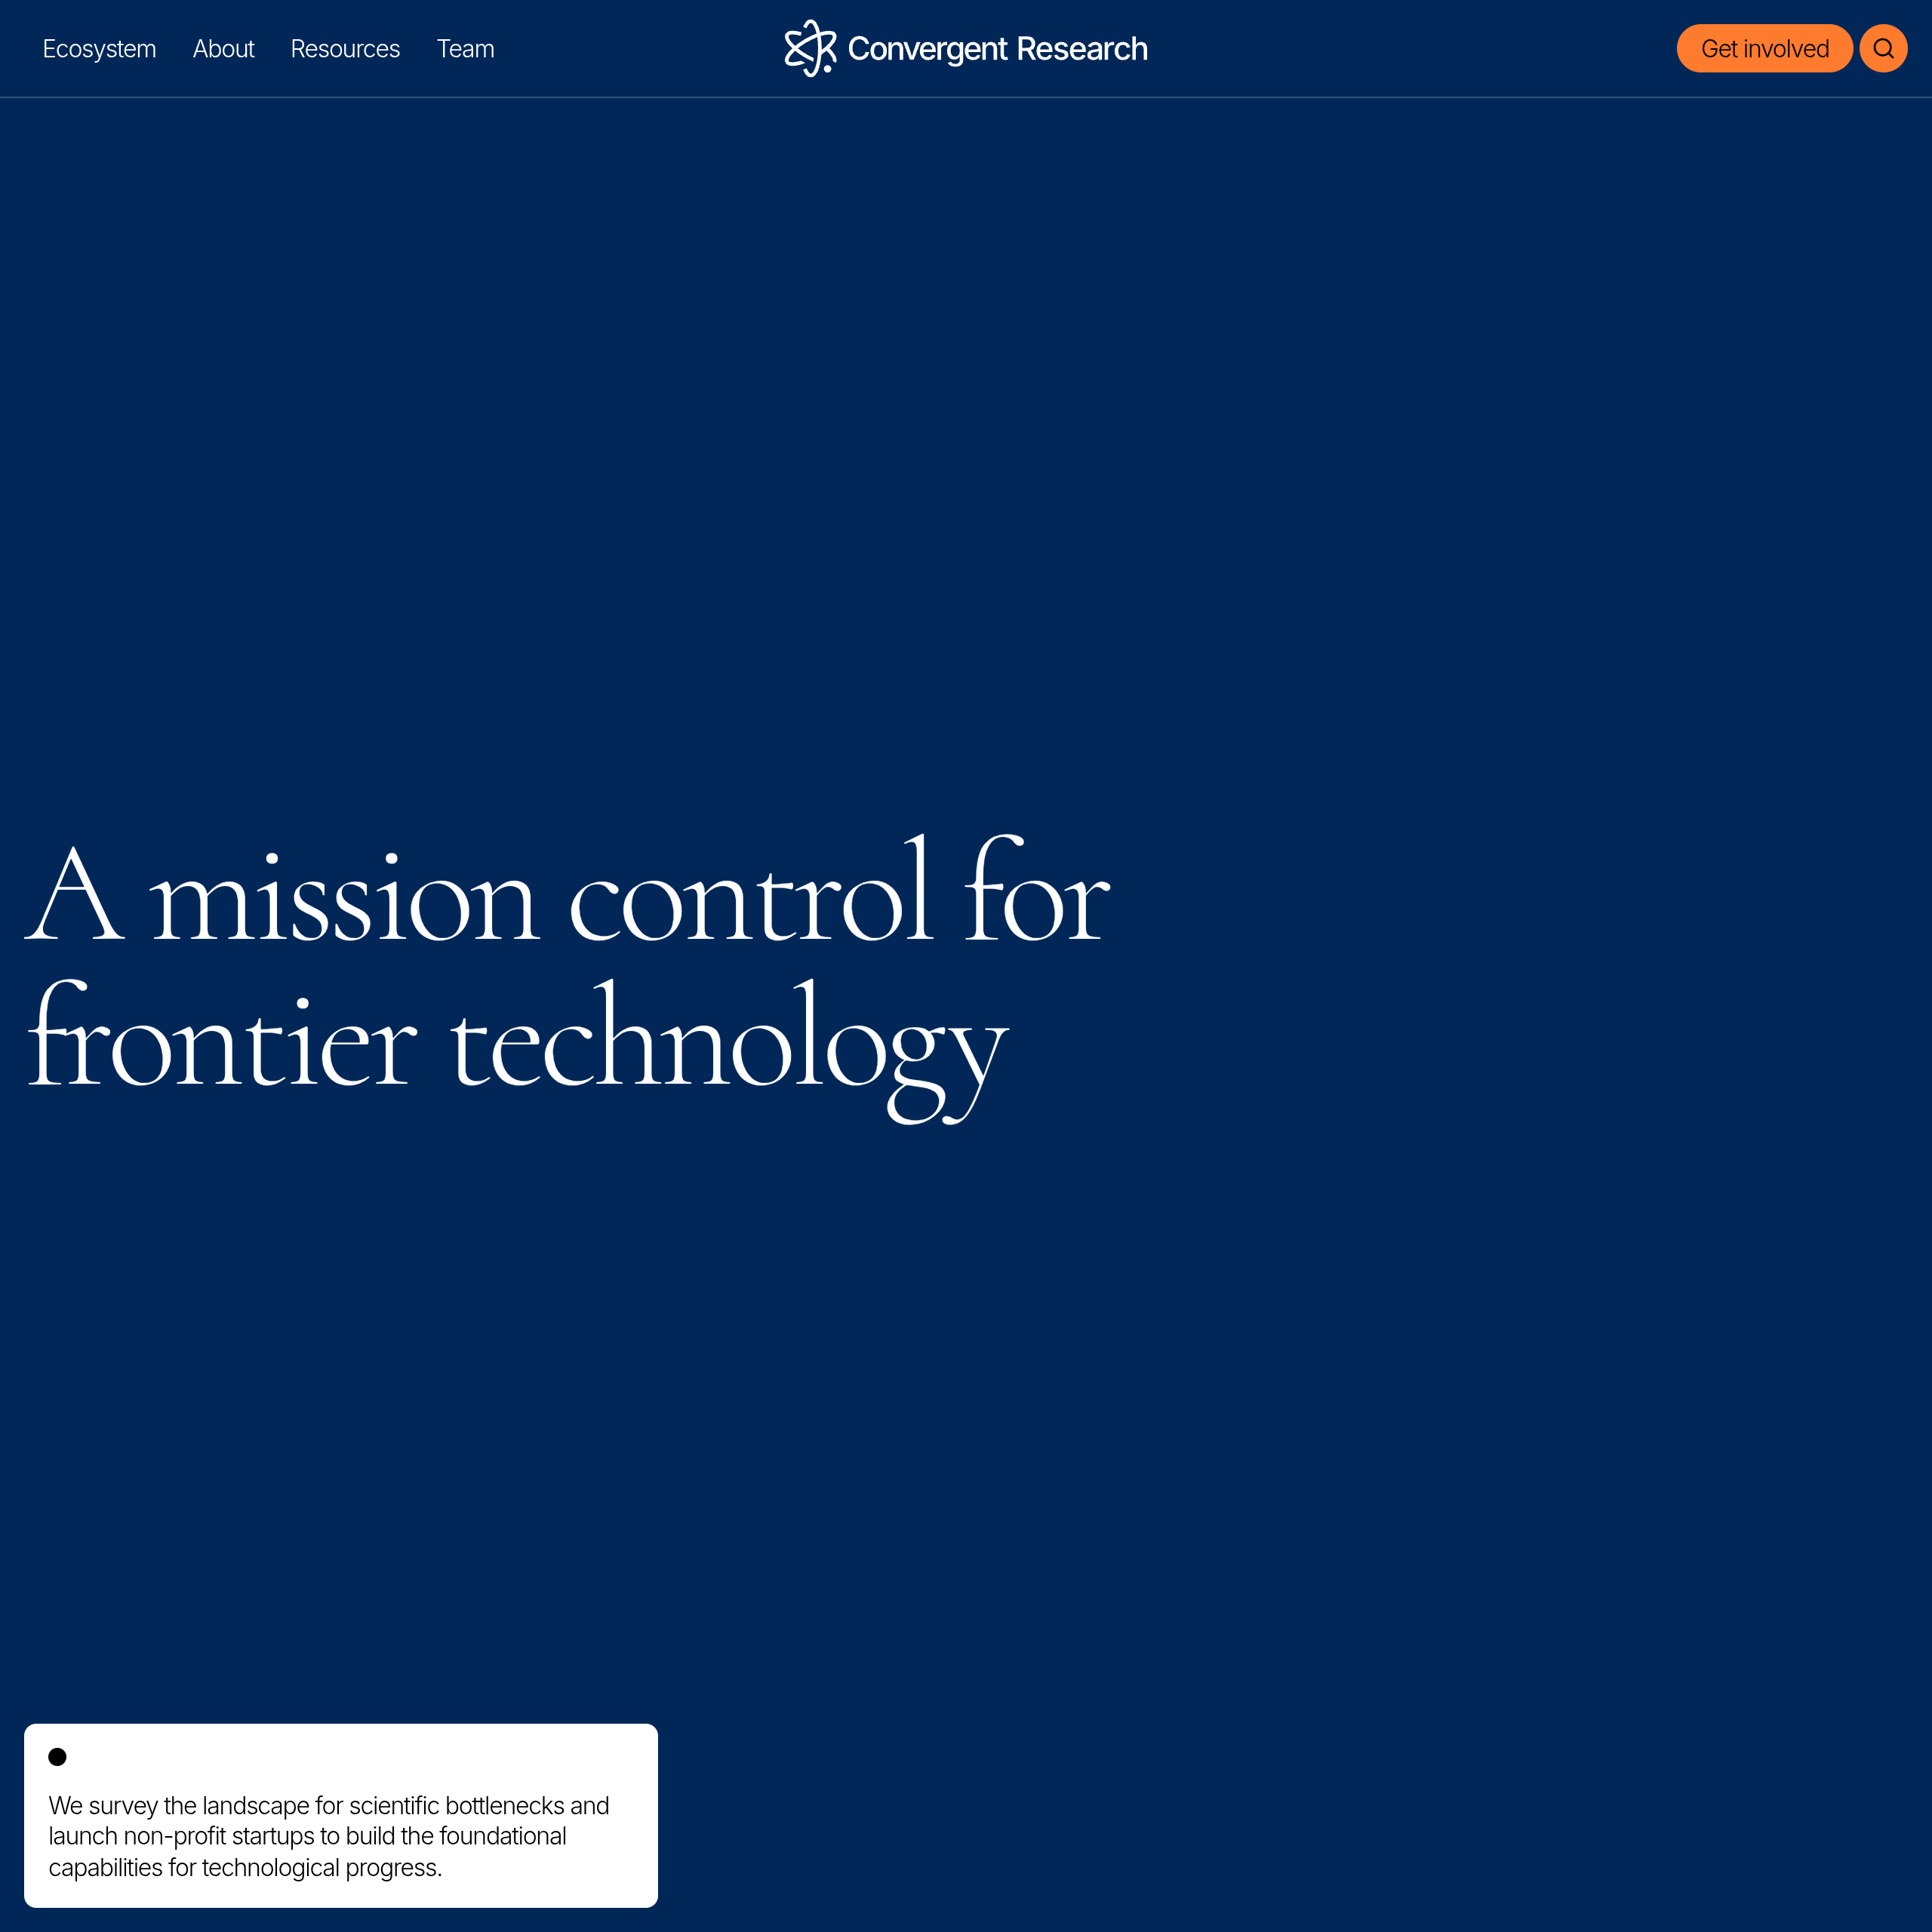 Ecosystem About Resources Team Convergent Research Get involved
A mission control for
frontier technology
We survey the landscape for scientific bottlenecks and
launch non-profit startups to build the foundational
capabilities for technological progress.